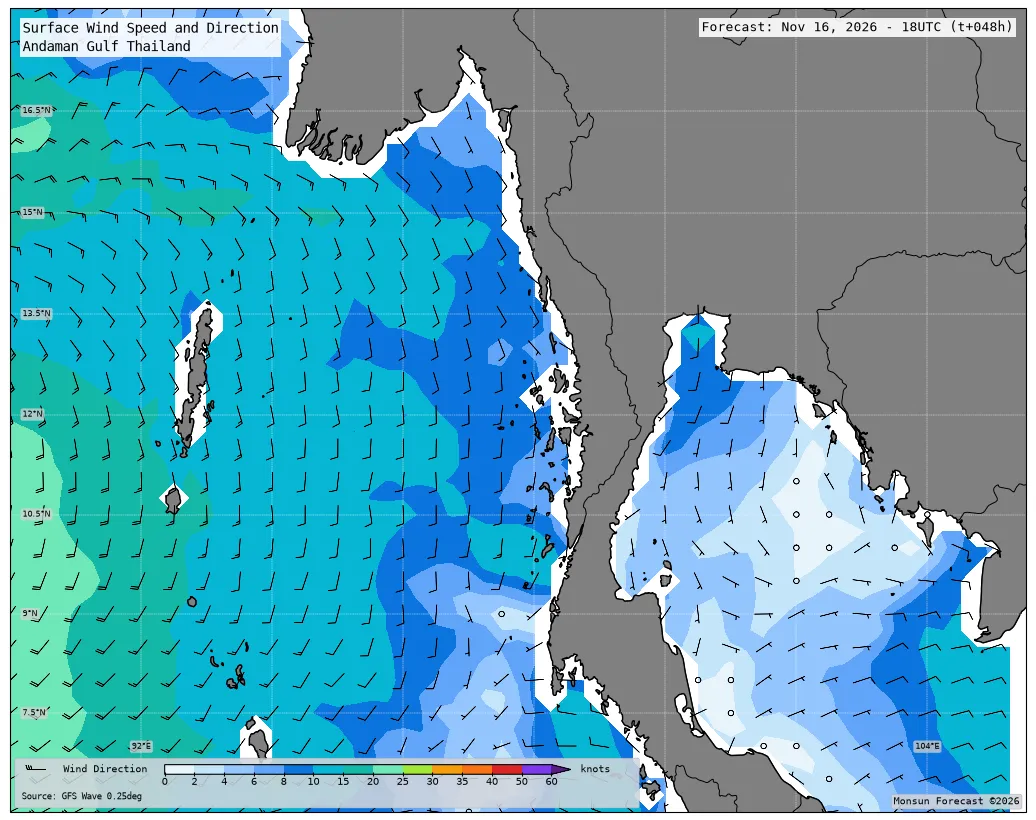 Surface Wind Speed and Direction
Andaman Gulf Thailand
Forecast: Nov 16, 2026 - 18UTC (t+048h)
16.5°N
15°N
13.5°N
12°N
10.5°N
9°N
7.5°N
92°E
104°E
Wind Direction
knots
0 2 4 6 8 10 15 20 25 30 35 40 50 60
Source: GFS Wave 0.25deg
Monsun Forecast ©2026